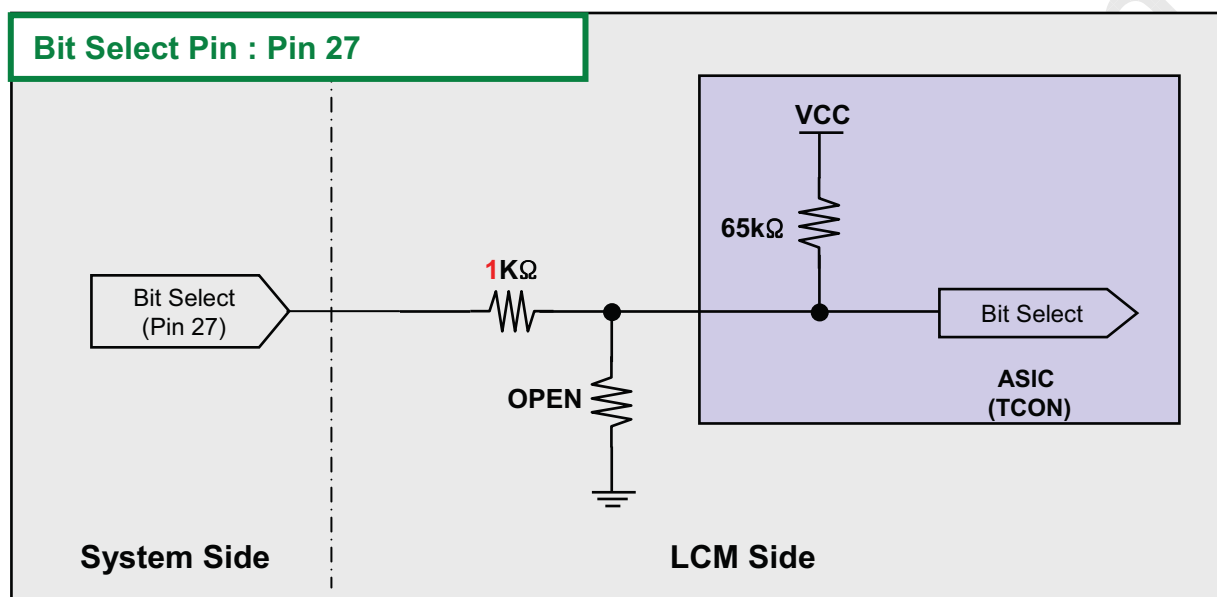 Bit Select Pin : Pin 27
VCC
65kΩ
1KΩ
Bit Select
(Pin 27)
Bit Select
OPEN
ASIC
(TCON)
System Side
LCM Side